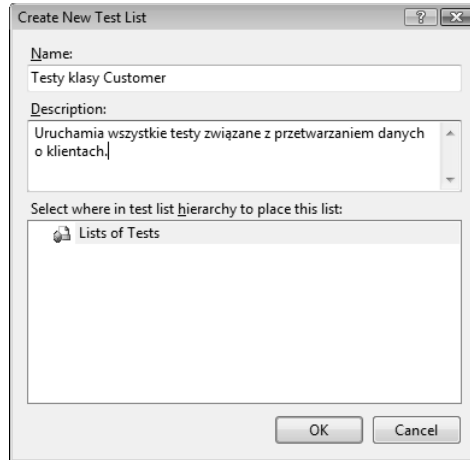 Create New Test List
Name:
Testy klasy Customer
Description:
Uruchamia wszystkie testy związane z przetwarzaniem danych
o klientach.
Select where in test list hierarchy to place this list:
Lists of Tests
OK
Cancel